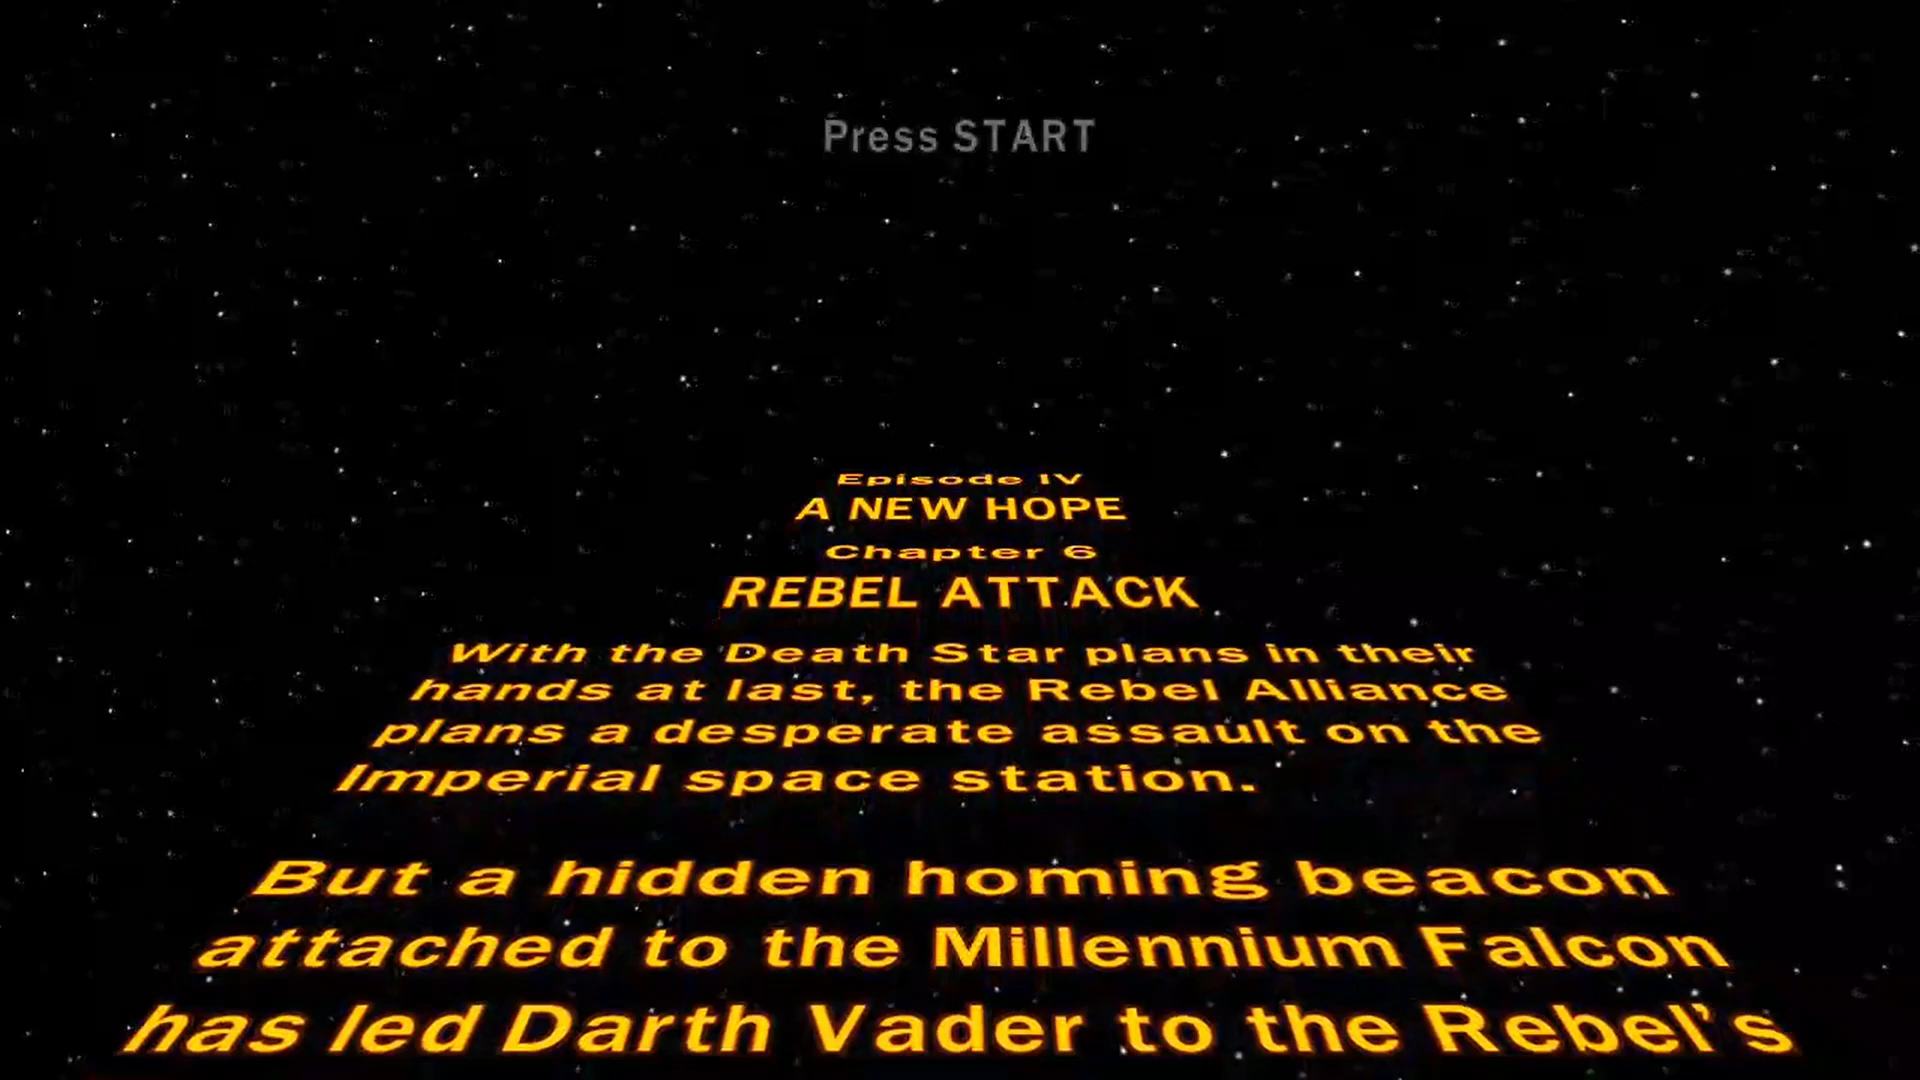 Press START
Episode IV
A NEW HOPE
Chapter 6
REBEL ATTACK
With the Death Star plans in their
hands at last, the Rebel Alliance
plans a desperate assault on the
Imperial space station.
But a hidden homing beacon
attached to the Millennium Falcon
has led Darth Vader to the Rebel's